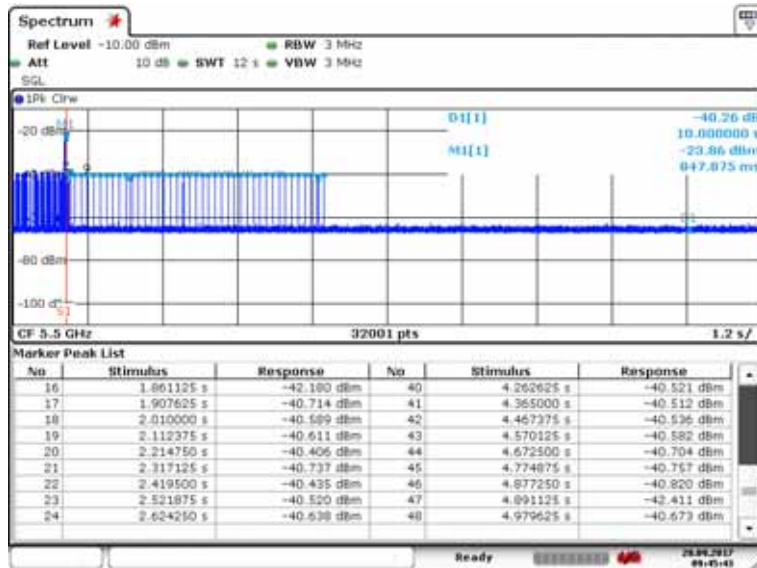 Spectrum
Ref Level -10.00 dBm RBW 3 MHz
Att 10 dB SWT 12 s VBW 3 MHz
SGL
1Pk Clrw
D1[1] -40.26 dB
10.000000 s
M1[1] -23.86 dBm
847.875 ms
M1
-20 dBm
-80 dBm
-100 d
S1
CF 5.5 GHz 32001 pts 1.2 s/
Marker Peak List
No Stimulus Response No Stimulus Response
16 1.861125 s -42.180 dBm 40 4.262625 s -40.521 dBm
17 1.907625 s -40.714 dBm 41 4.365000 s -40.512 dBm
18 2.010000 s -40.589 dBm 42 4.467375 s -40.536 dBm
19 2.112375 s -40.611 dBm 43 4.570125 s -40.582 dBm
20 2.214750 s -40.406 dBm 44 4.672500 s -40.704 dBm
21 2.317125 s -40.737 dBm 45 4.774875 s -40.757 dBm
22 2.419500 s -40.435 dBm 46 4.877250 s -40.820 dBm
23 2.521875 s -40.520 dBm 47 4.891125 s -42.411 dBm
24 2.624250 s -40.638 dBm 48 4.979625 s -40.673 dBm
Ready 28.04.2017
09:45:43